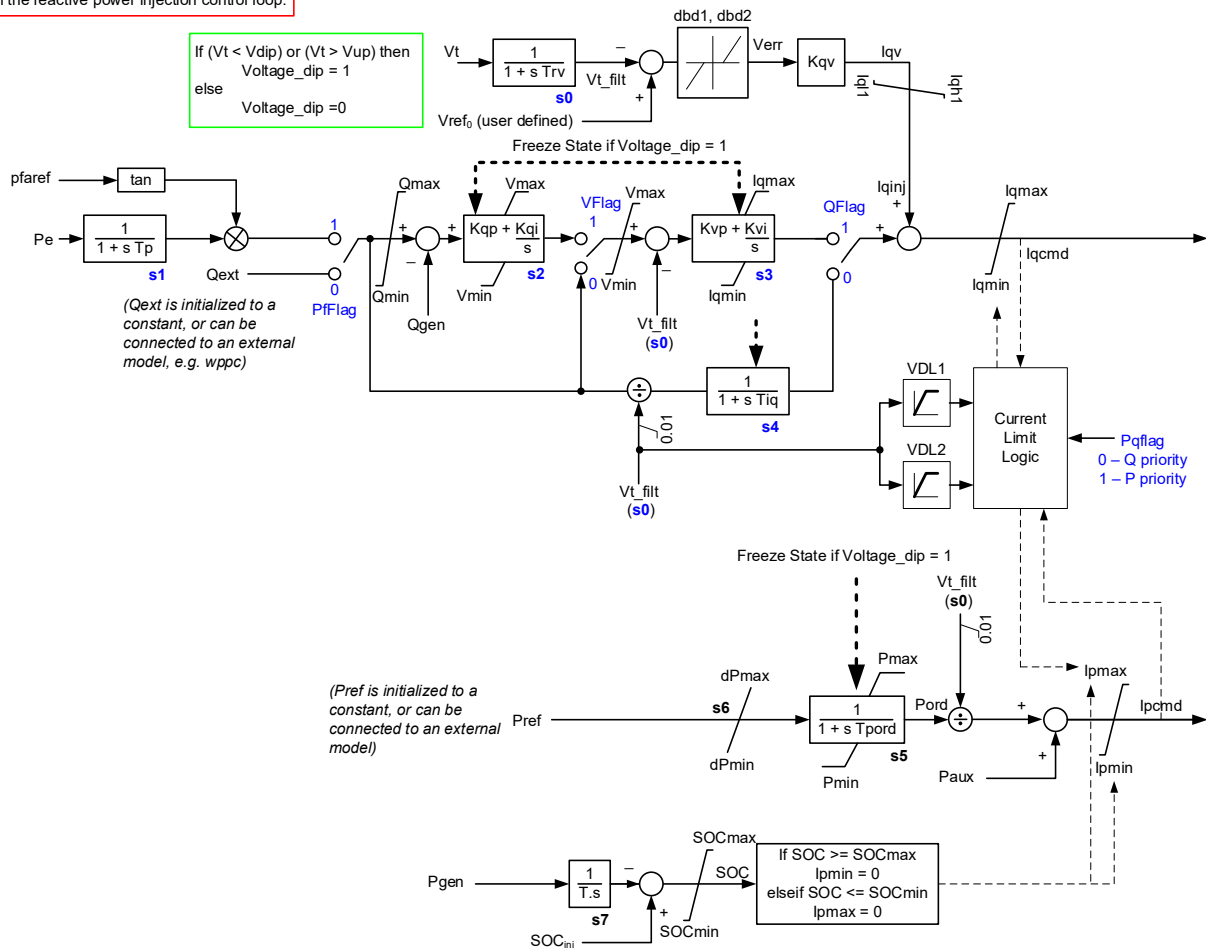 the reactive power injection control loop.
If (Vt < Vdip) or (Vt > Vup) then
Voltage_dip = 1
else
Voltage_dip =0
dbd1, dbd2
Vt
1
1 + s Trv
s0
–
Vt_filt
+
Verr
Kqv
Iqv
Iql1
Iqh1
Vref0 (user defined)
Freeze State if Voltage_dip = 1
pfaref
tan
Pe
1
1 + s Tp
s1
Qext
1
0
PfFlag
(Qext is initialized to a
constant, or can be
connected to an external
model, e.g. wppc)
Qmax
Qmin
+
–
Qgen
+
Vmax
Kqp + Kqi
s
s2
Vmin
VFlag
1
0
Vmax
Vmin
+
–
Vt_filt
(s0)
Iqmax
Kvp + Kvi
s
s3
Iqmin
QFlag
1
0
+
Iqinj
+
Iqmax
Iqmin
Iqcmd
÷
0.01
1
1 + s Tiq
s4
Vt_filt
(s0)
VDL1
VDL2
Current
Limit
Logic
Pqflag
0 – Q priority
1 – P priority
Freeze State if Voltage_dip = 1
Vt_filt
(s0)
0.01
(Pref is initialized to a
constant, or can be
connected to an external
model)
Pref
s6
dPmax
dPmin
Pmax
1
1 + s Tpord
s5
Pmin
Pord
÷
+
+
Paux
Ipmax
Ipmin
Ipcmd
Pgen
1
T.s
s7
–
+
SOCini
SOCmax
SOCmin
SOC
If SOC >= SOCmax
Ipmin = 0
elseif SOC <= SOCmin
Ipmax = 0